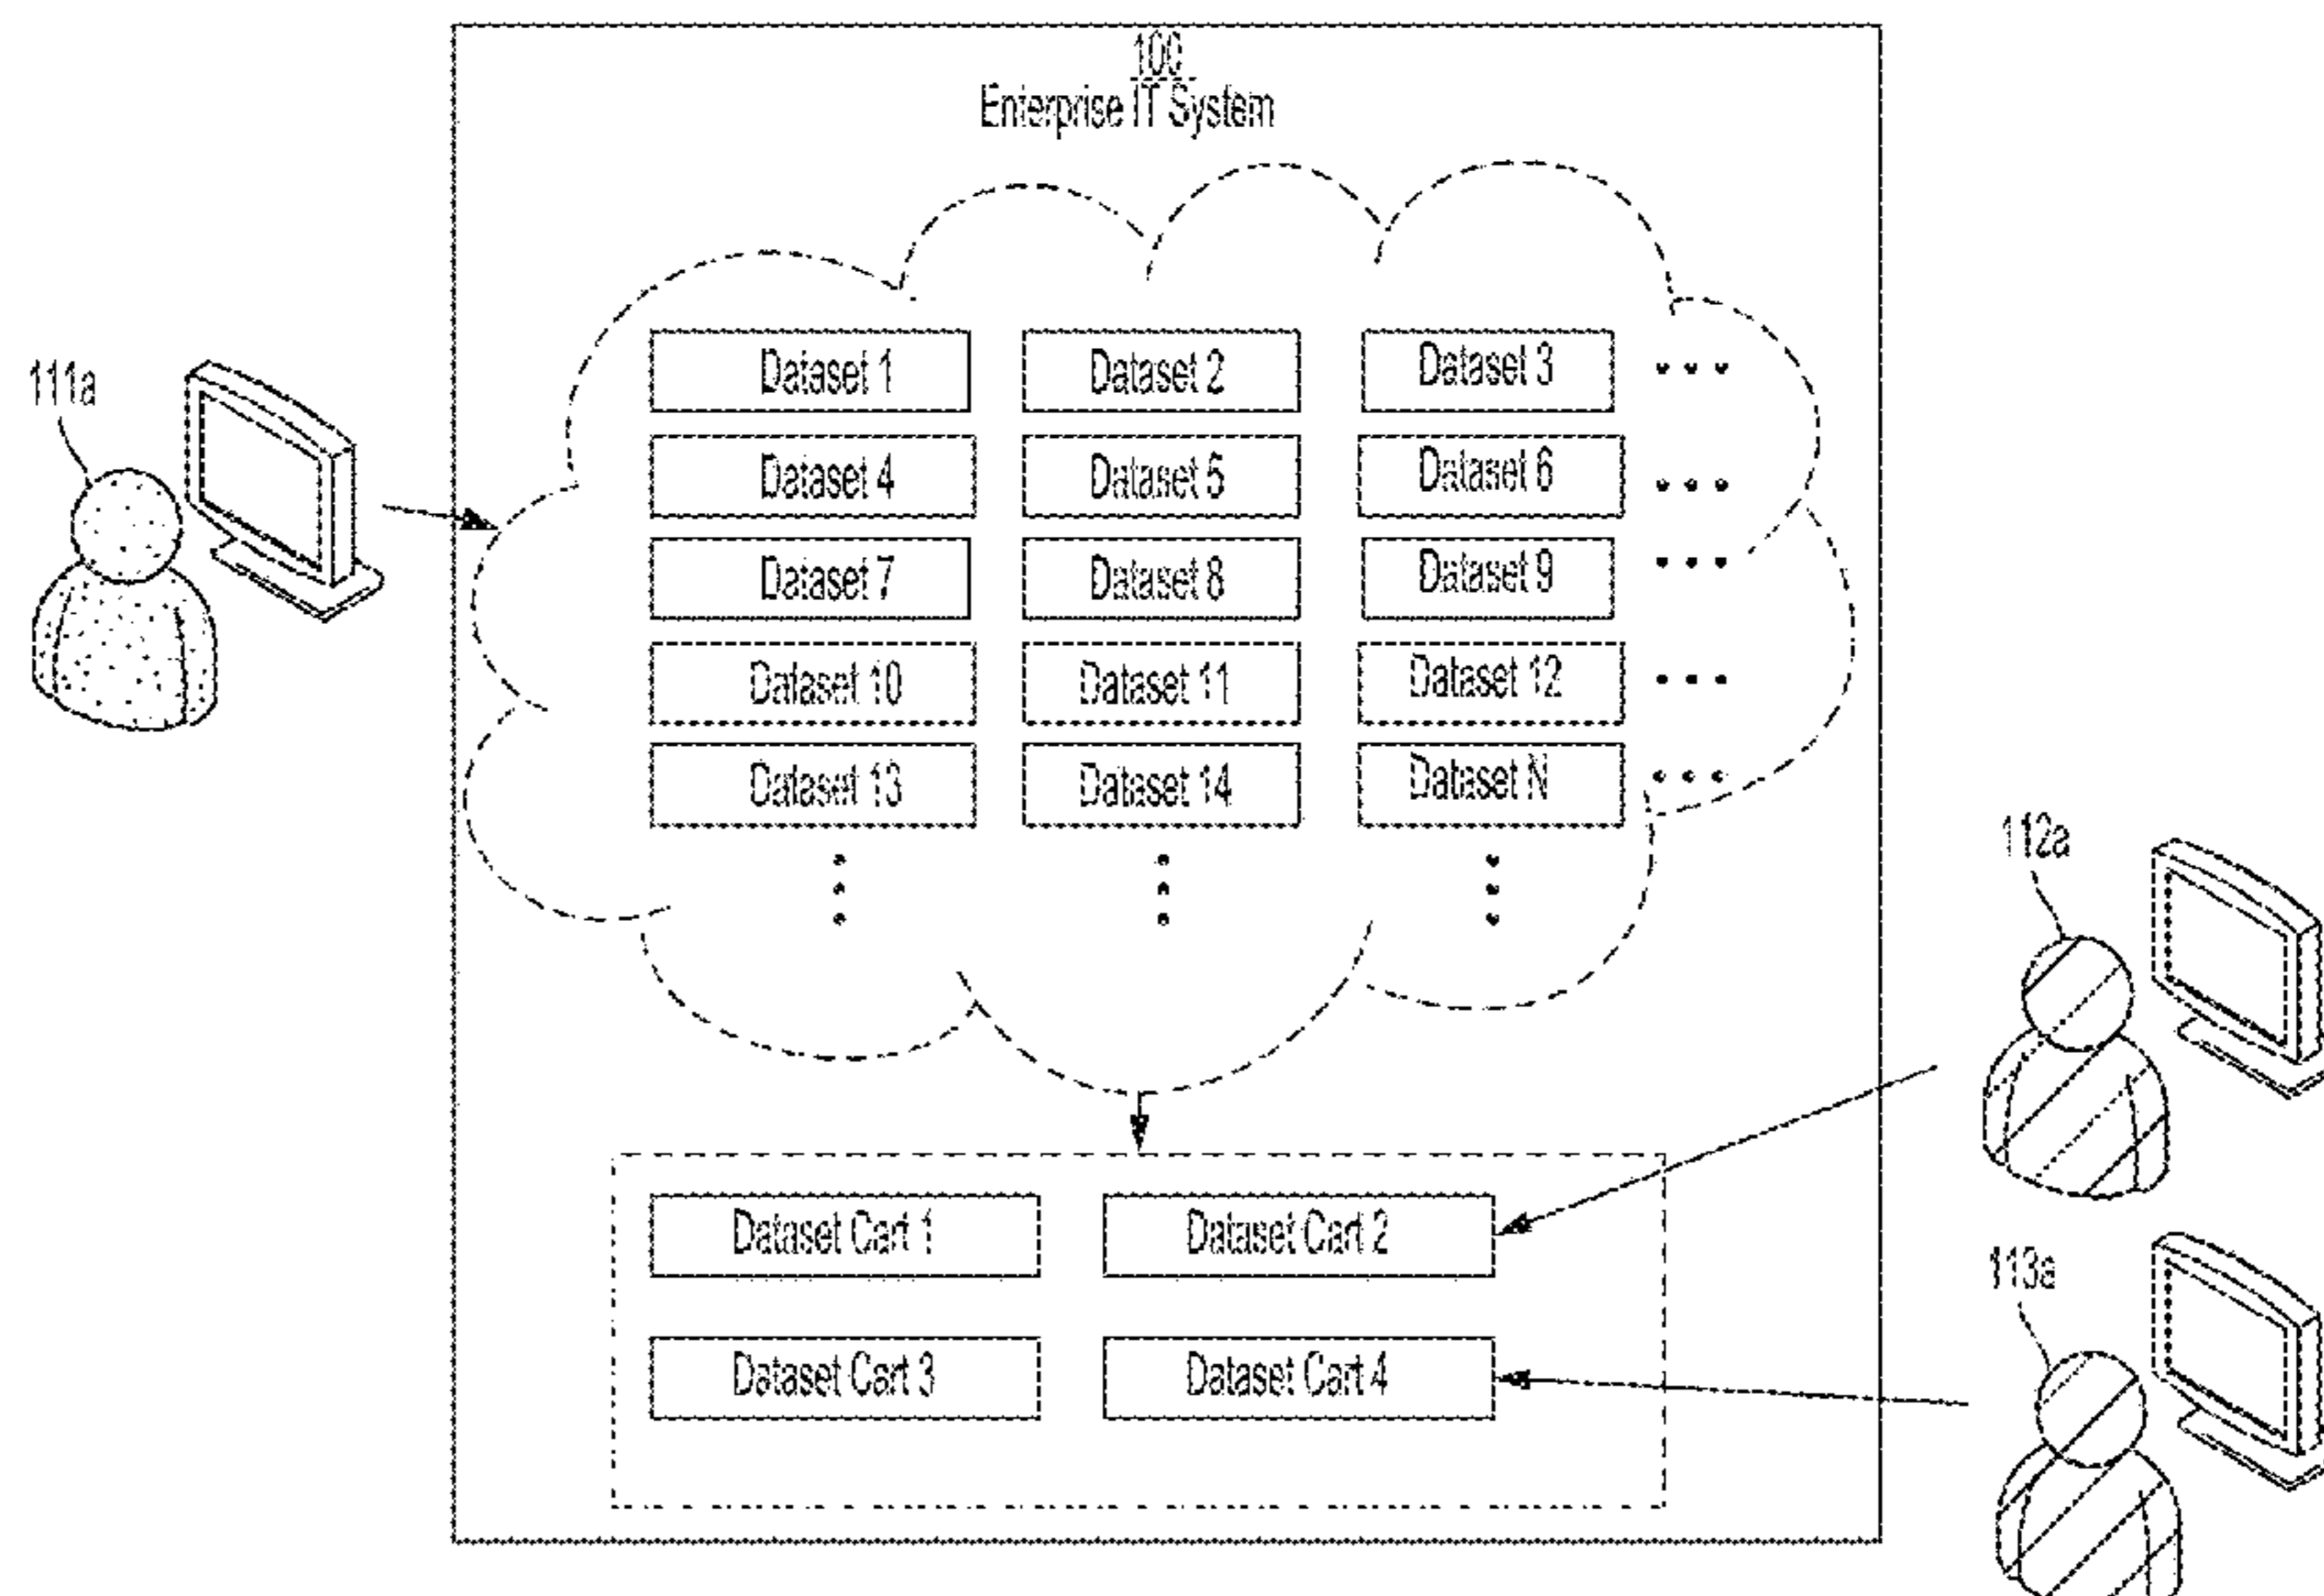 100
Enterprise IT System
111a
Dataset 1 Dataset 2 Dataset 3 • • •
Dataset 4 Dataset 5 Dataset 6 • • •
Dataset 7 Dataset 8 Dataset 9 • • •
Dataset 10 Dataset 11 Dataset 12 • • •
Dataset 13 Dataset 14 Dataset N • • •
112a
Dataset Cart 1 Dataset Cart 2
113a
Dataset Cart 3 Dataset Cart 4